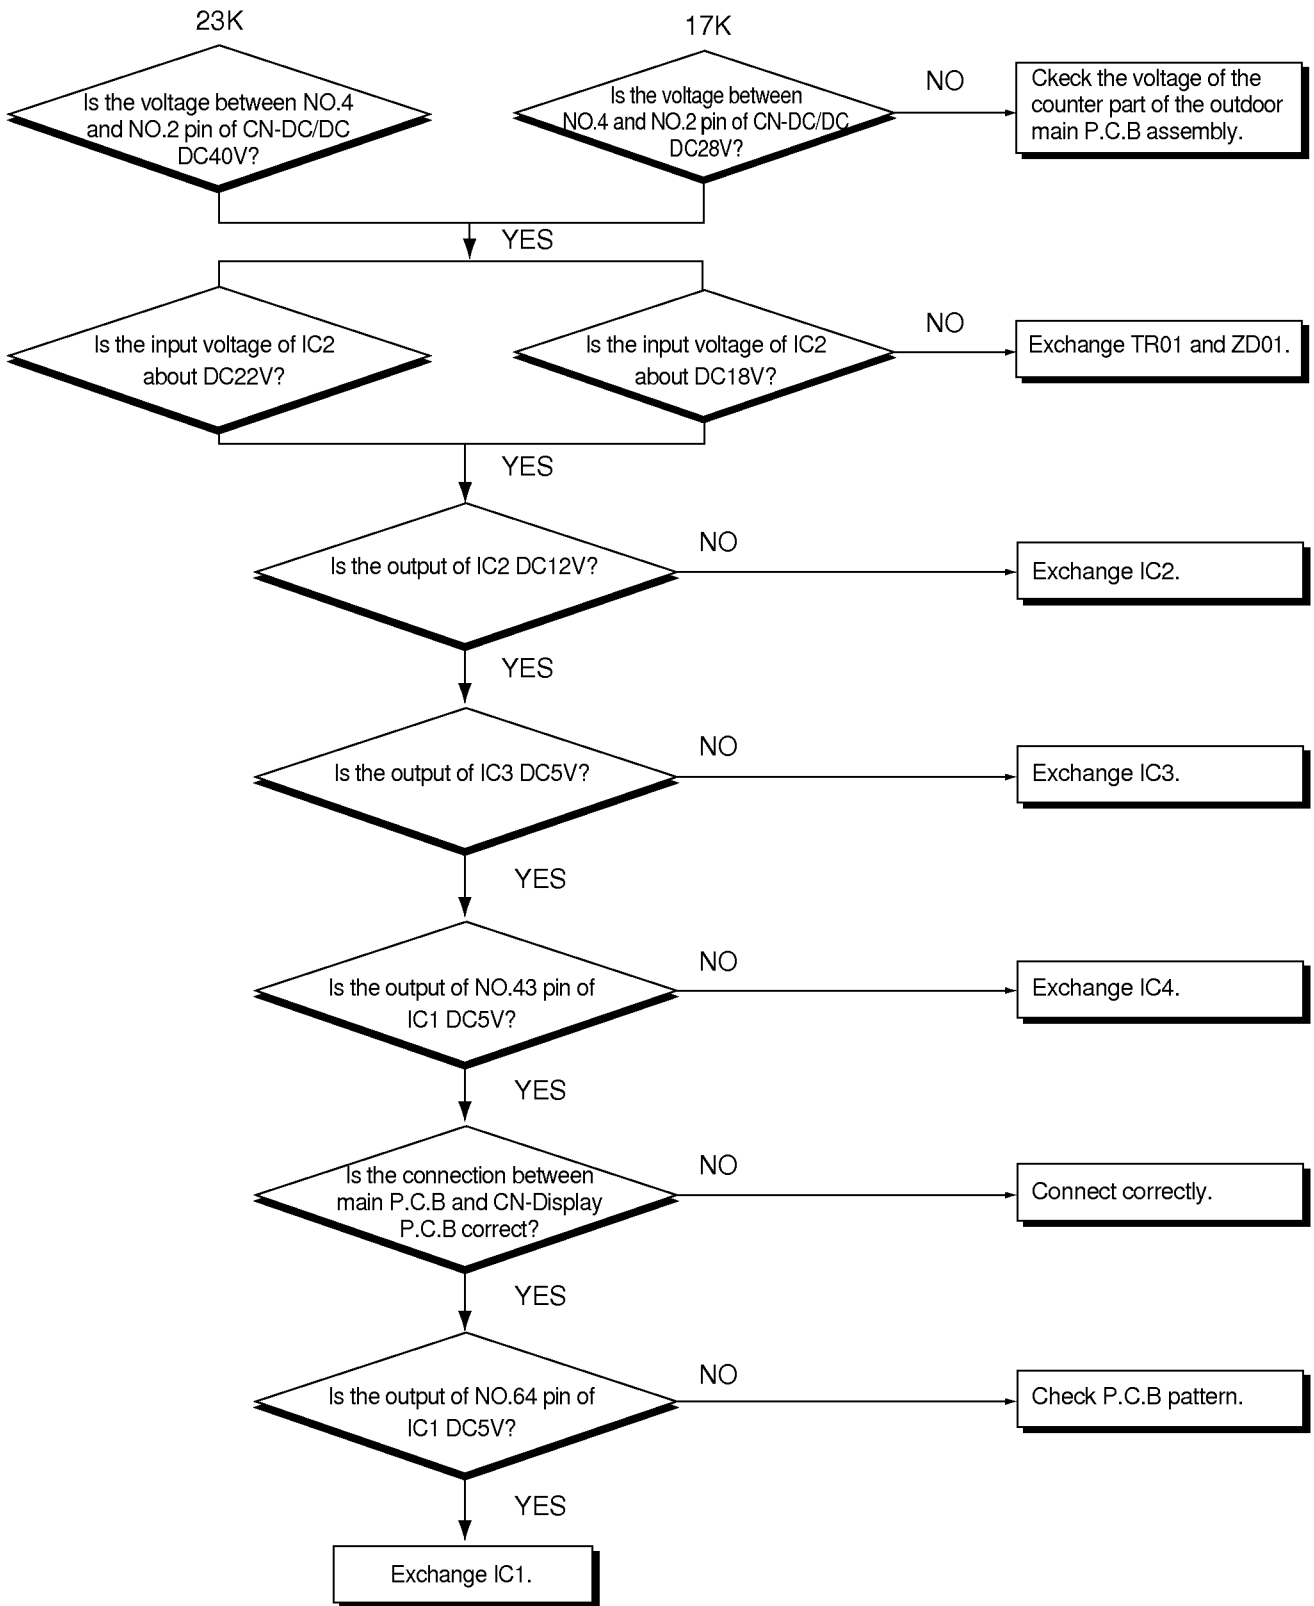 23K
17K
Is the voltage between NO.4
and NO.2 pin of CN-DC/DC
DC40V?
Is the voltage between
NO.4 and NO.2 pin of CN-DC/DC
DC28V?
NO
Ckeck the voltage of the
counter part of the outdoor
main P.C.B assembly.
YES
Is the input voltage of IC2
about DC22V?
Is the input voltage of IC2
about DC18V?
NO
Exchange TR01 and ZD01.
YES
Is the output of IC2 DC12V?
NO
Exchange IC2.
YES
Is the output of IC3 DC5V?
NO
Exchange IC3.
YES
Is the output of NO.43 pin of
IC1 DC5V?
NO
Exchange IC4.
YES
Is the connection between
main P.C.B and CN-Display
P.C.B correct?
NO
Connect correctly.
YES
Is the output of NO.64 pin of
IC1 DC5V?
NO
Check P.C.B pattern.
YES
Exchange IC1.